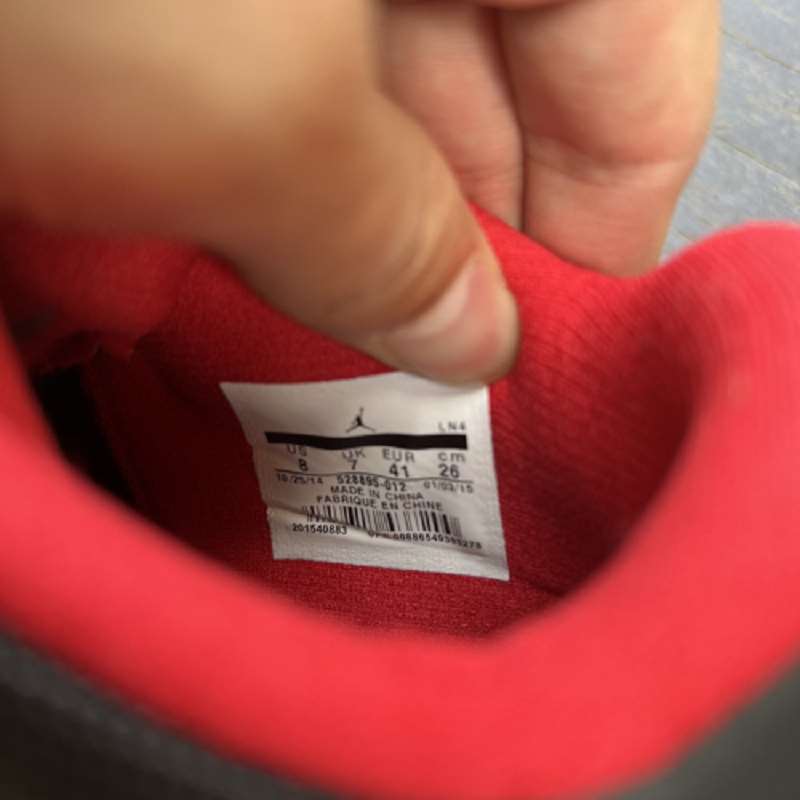 LN4
US UK EUR cm
8 7 41 26
10/25/14 528895-012 01/03/15
MADE IN CHINA
FABRIQUE EN CHINE
201540883